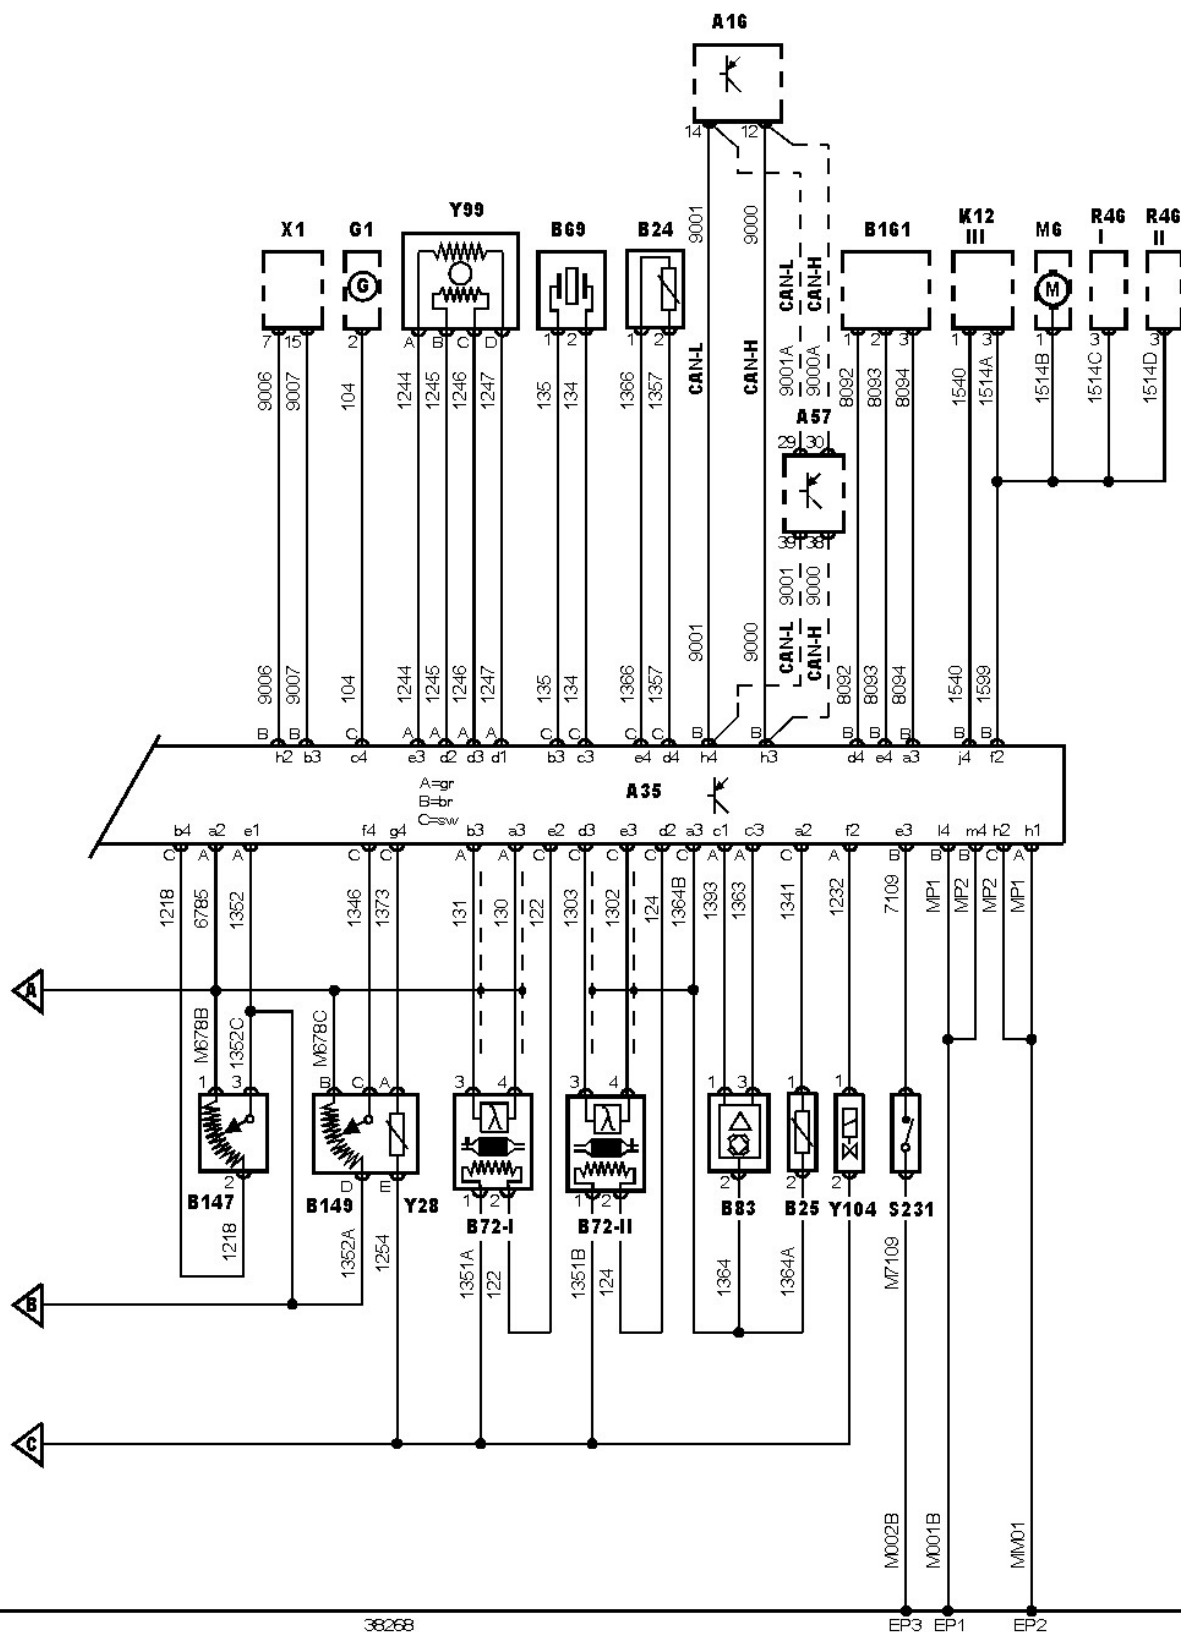 A16
14 12
X1 G1 Y99 B69 B24 B161 K12 M6 R46 R46
III I II
G M
7 15 2 A B C D 1 2 1 2 1 2 3 1 3 1 3 3
9001 9000
CAN-L CAN-H
CAN-L CAN-H
9001A 9000A
9006 9007 104 1244 1245 1246 1247 135 134 1366 1357 8092 8093 8094 1540 1514A 1514B 1514C 1514D
A57
29 30
39 38
9001 9000
CAN-L CAN-H
9006 9007 104 1244 1245 1246 1247 135 134 1366 1357 9001 9000 8092 8093 8094 1540 1599
B B C A A A A C C C C B B B B B B B
h2 b3 c4 e3 d2 d3 d1 b3 c3 e4 d4 h4 h3 d4 e4 a3 j4 f2
A=gr
B=br
C=sw
A35
b4 a2 e1 f4 g4 b3 a3 e2 d3 e3 d2 a3 c1 c3 a2 f2 e3 l4 m4 h2 h1
C A A C C A A C C C C C A A C A B B B C A
1218 6785 1352 1346 1373 131 130 122 1303 1302 124 1364B 1393 1363 1341 1232 7109 MP1 MP2 MP2 MP1
A
M678B 1352C M678C
1 3 B C A 3 4 3 4 1 3 1 1
λ λ
2 D E 1 2 1 2 2 2 2
B147 B149 Y28 B72-I B72-II B83 B25 Y104 S231
1218 1352A 1254 1351A 122 1351B 124 1364 1364A M7109
B
C
M002B M001B MM01
38268 EP3 EP1 EP2